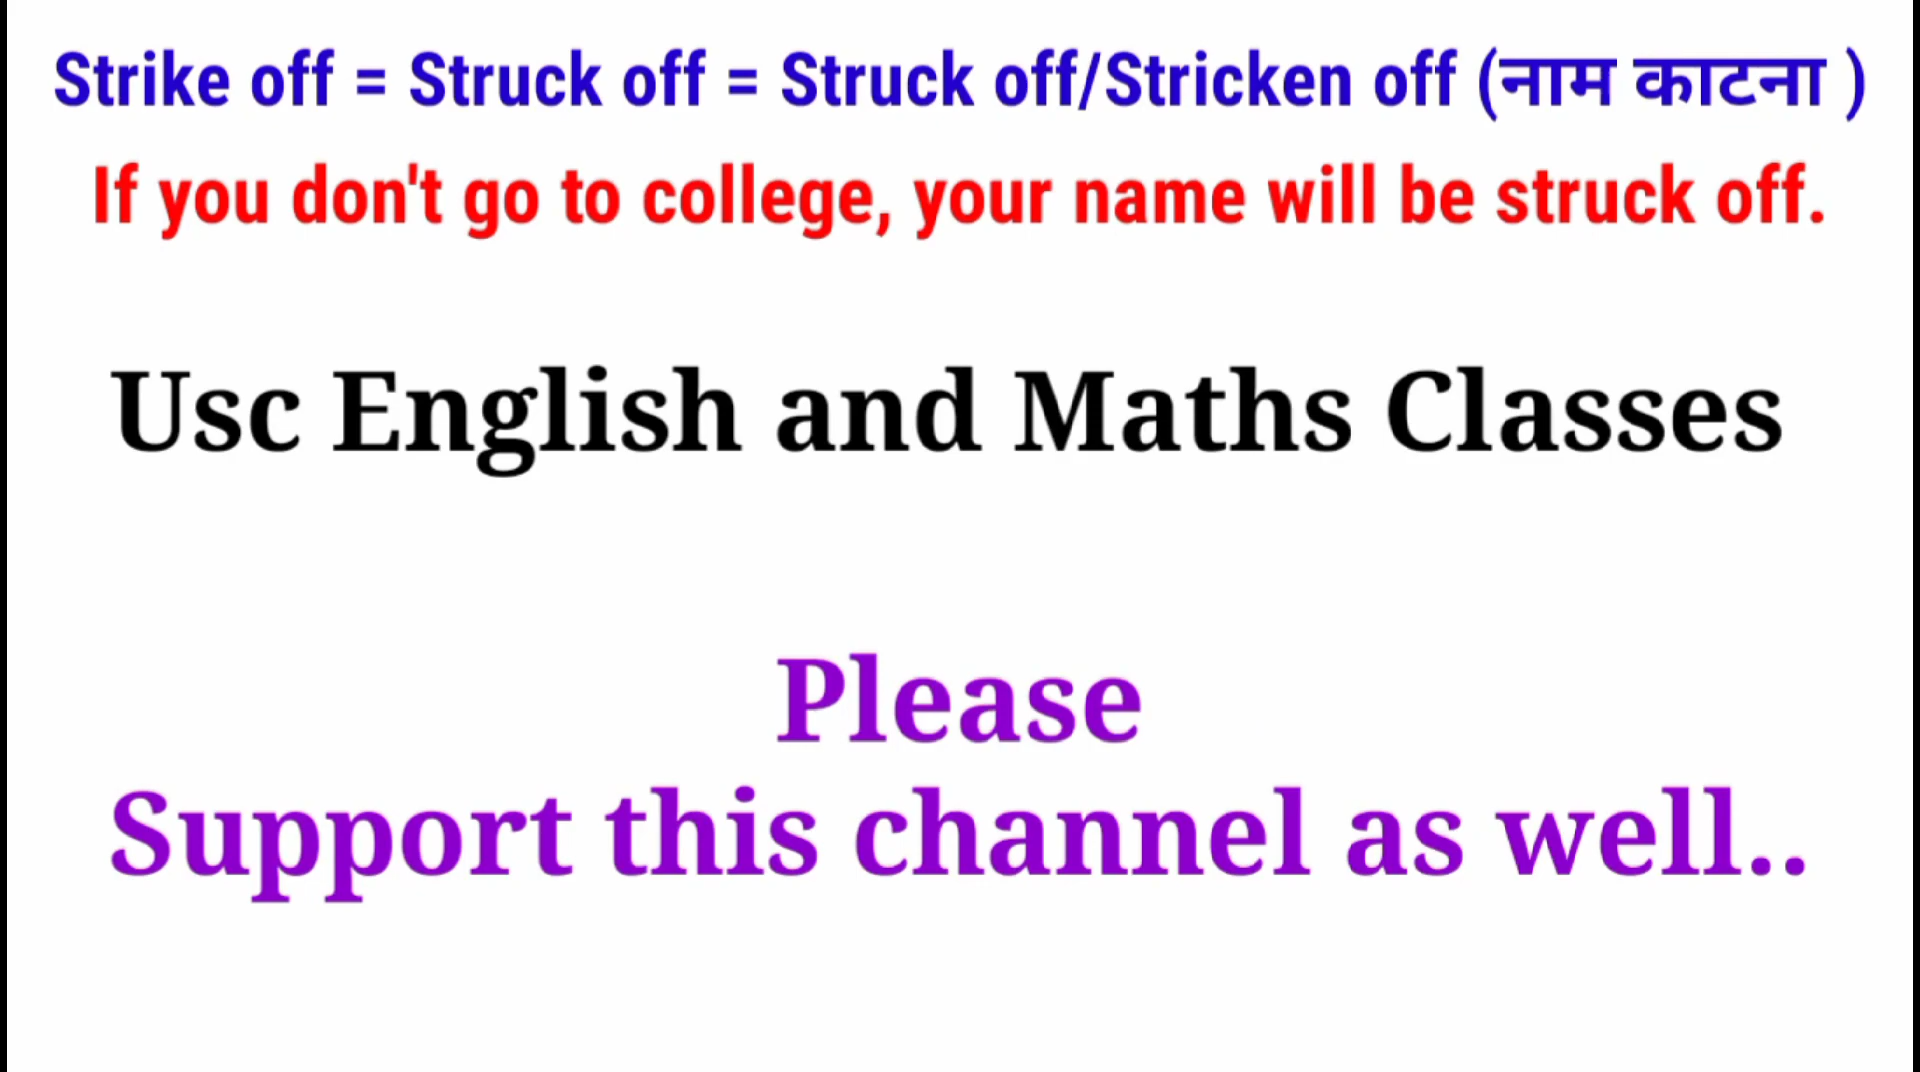 Strike off = Struck off = Struck off/Stricken off (नाम काटना )
If you don't go to college, your name will be struck off.
Usc English and Maths Classes
Please
Support this channel as well..